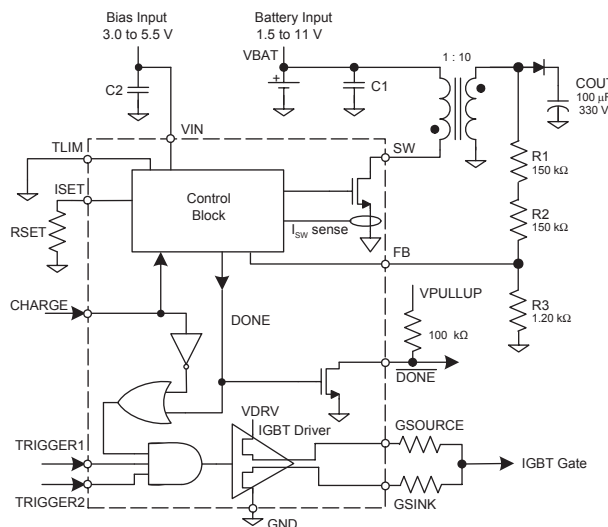 Bias Input
3.0 to 5.5 V
Battery Input
1.5 to 11 V
VBAT
1 : 10
C2
C1
COUT
100 µF
330 V
VIN
TLIM
SW
ISET
Control
Block
R1
150 kΩ
RSET
ISW sense
R2
150 kΩ
FB
VPULLUP
CHARGE
DONE
100 kΩ
R3
1.20 kΩ
DONE
VDRV
IGBT Driver
GSOURCE
TRIGGER1
IGBT Gate
TRIGGER2
GSINK
GND